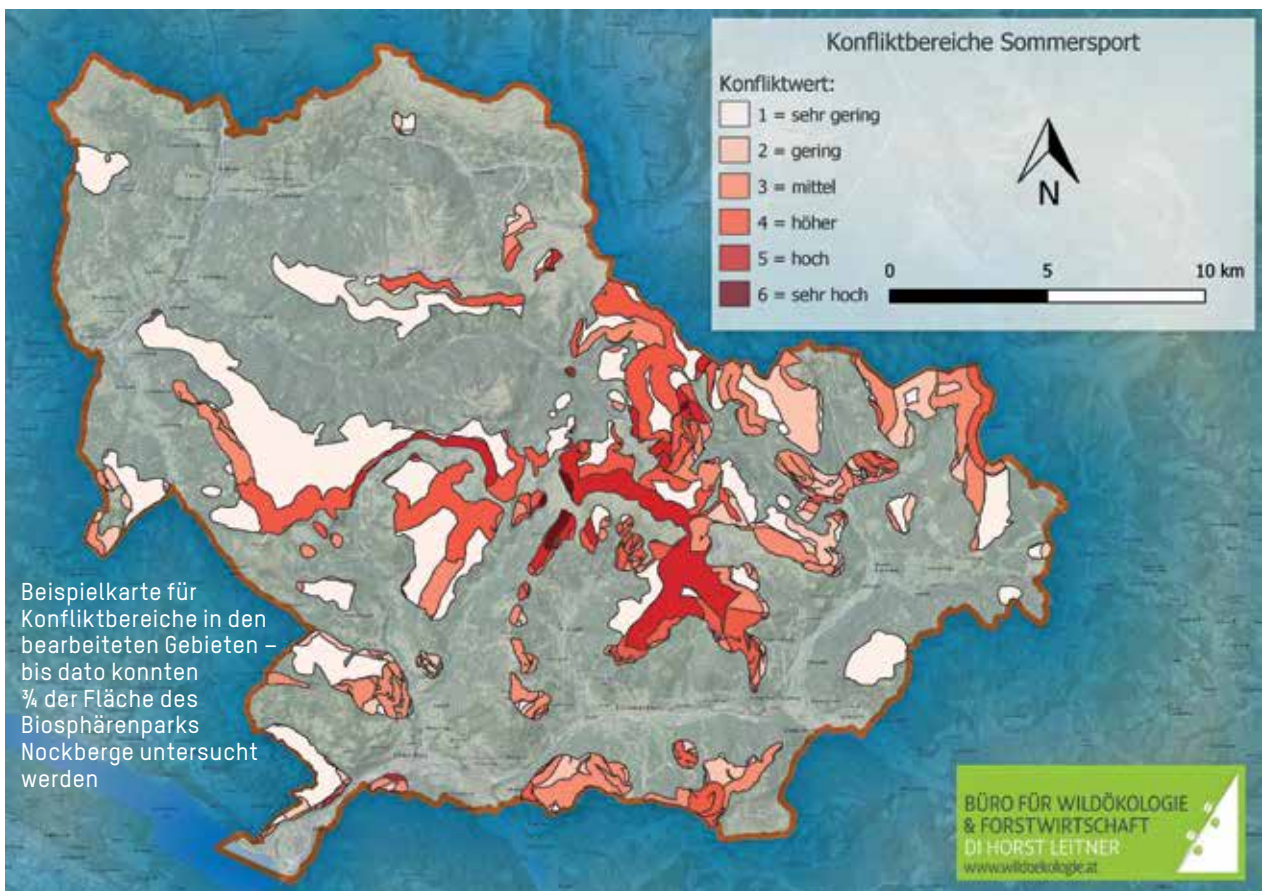 Konfliktbereiche Sommersport
Konfliktwert:
1 = sehr gering
2 = gering
3 = mittel
4 = höher
5 = hoch
6 = sehr hoch
N
0 5 10 km
Beispielkarte für
Konfliktbereiche in den
bearbeiteten Gebieten –
bis dato konnten
¾ der Fläche des
Biosphärenparks
Nockberge untersucht
werden
BÜRO FÜR WILDÖKOLOGIE
& FORSTWIRTSCHAFT
DI HORST LEITNER
www.wildoekologie.at